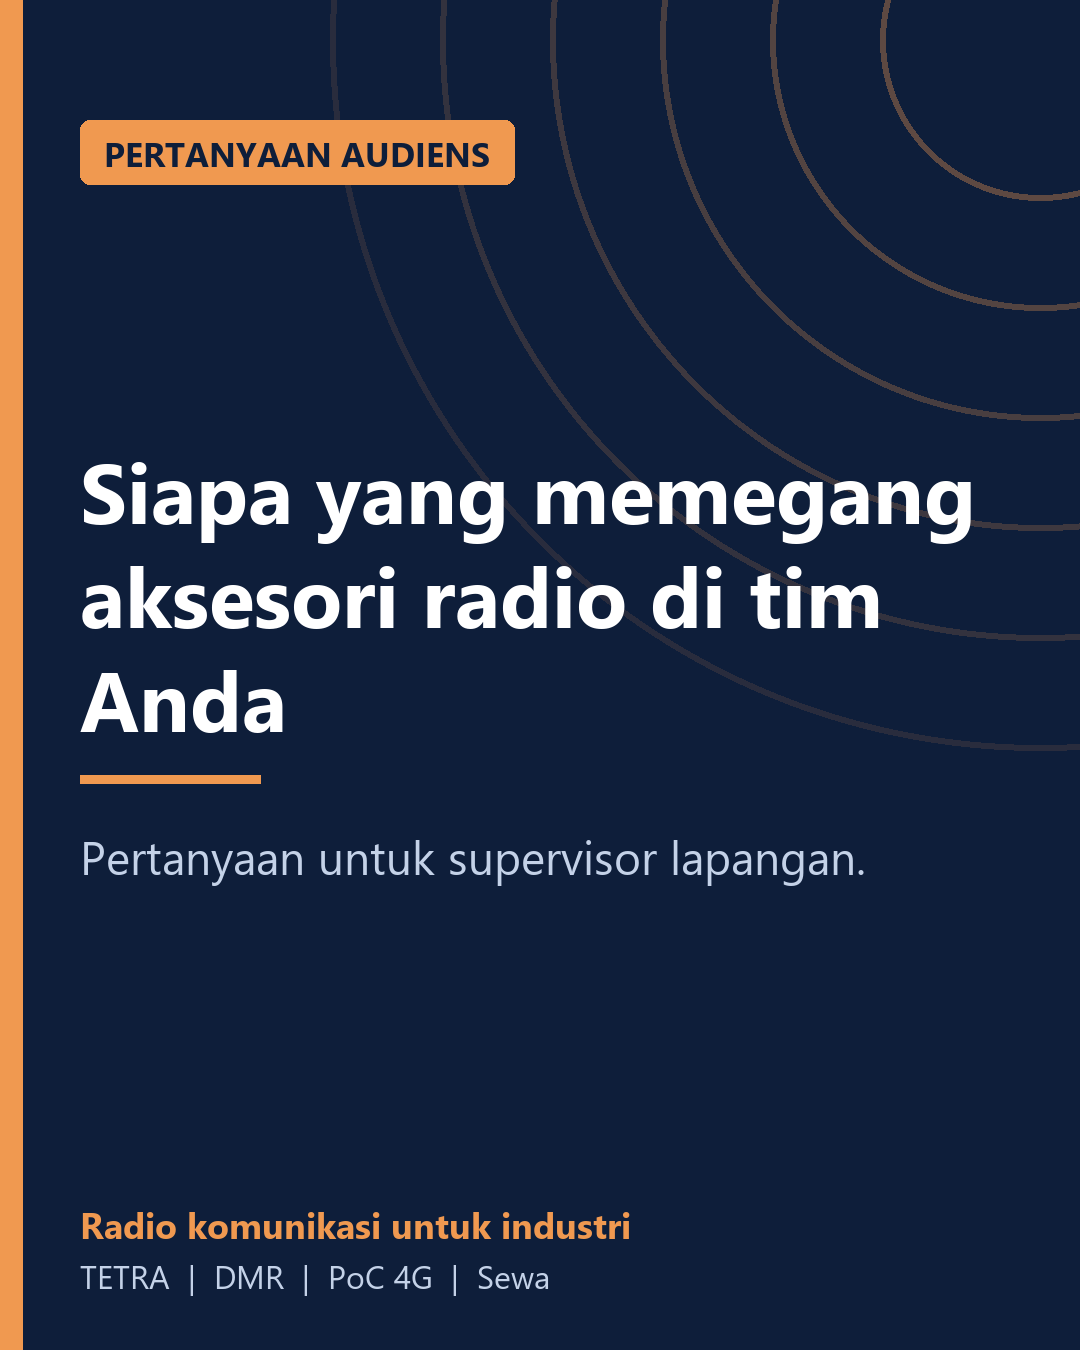 PERTANYAAN AUDIENS
Siapa yang memegang
aksesori radio di tim
Anda
Pertanyaan untuk supervisor lapangan.
Radio komunikasi untuk industri
TETRA | DMR | PoC 4G | Sewa